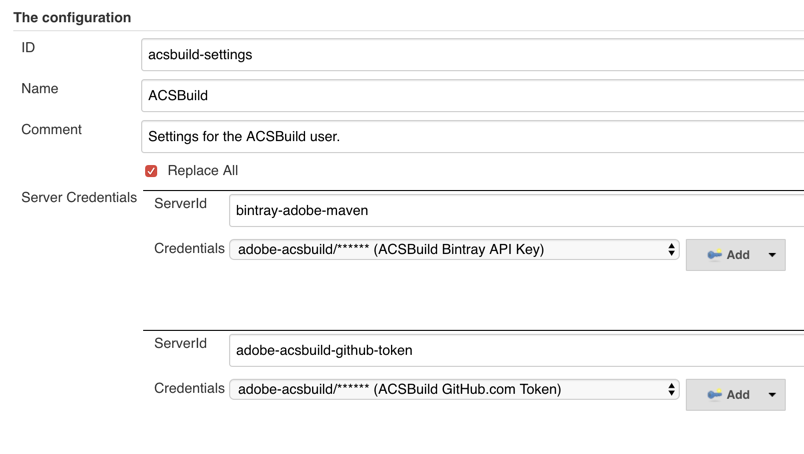 The configuration
ID
acsbuild-settings
Name
ACSBuild
Comment
Settings for the ACSBuild user.
Replace All
Server Credentials
ServerId
bintray-adobe-maven
Credentials
adobe-acsbuild/****** (ACSBuild Bintray API Key)
Add
ServerId
adobe-acsbuild-github-token
Credentials
adobe-acsbuild/****** (ACSBuild GitHub.com Token)
Add